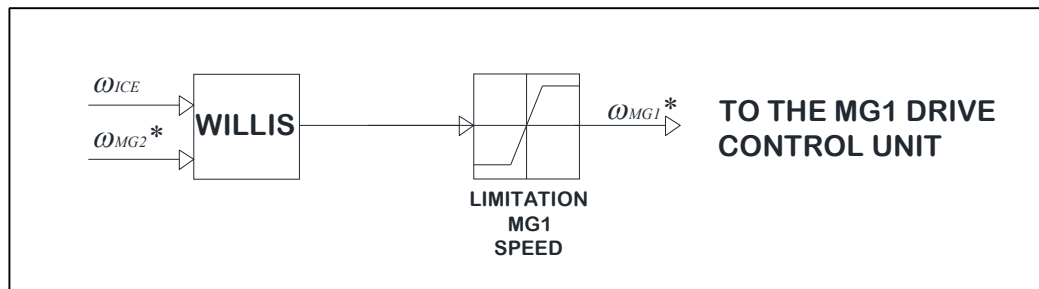 ωICE
ωMG2*
WILLIS
LIMITATION
MG1
SPEED
ωMG1*
TO THE MG1 DRIVE
CONTROL UNIT